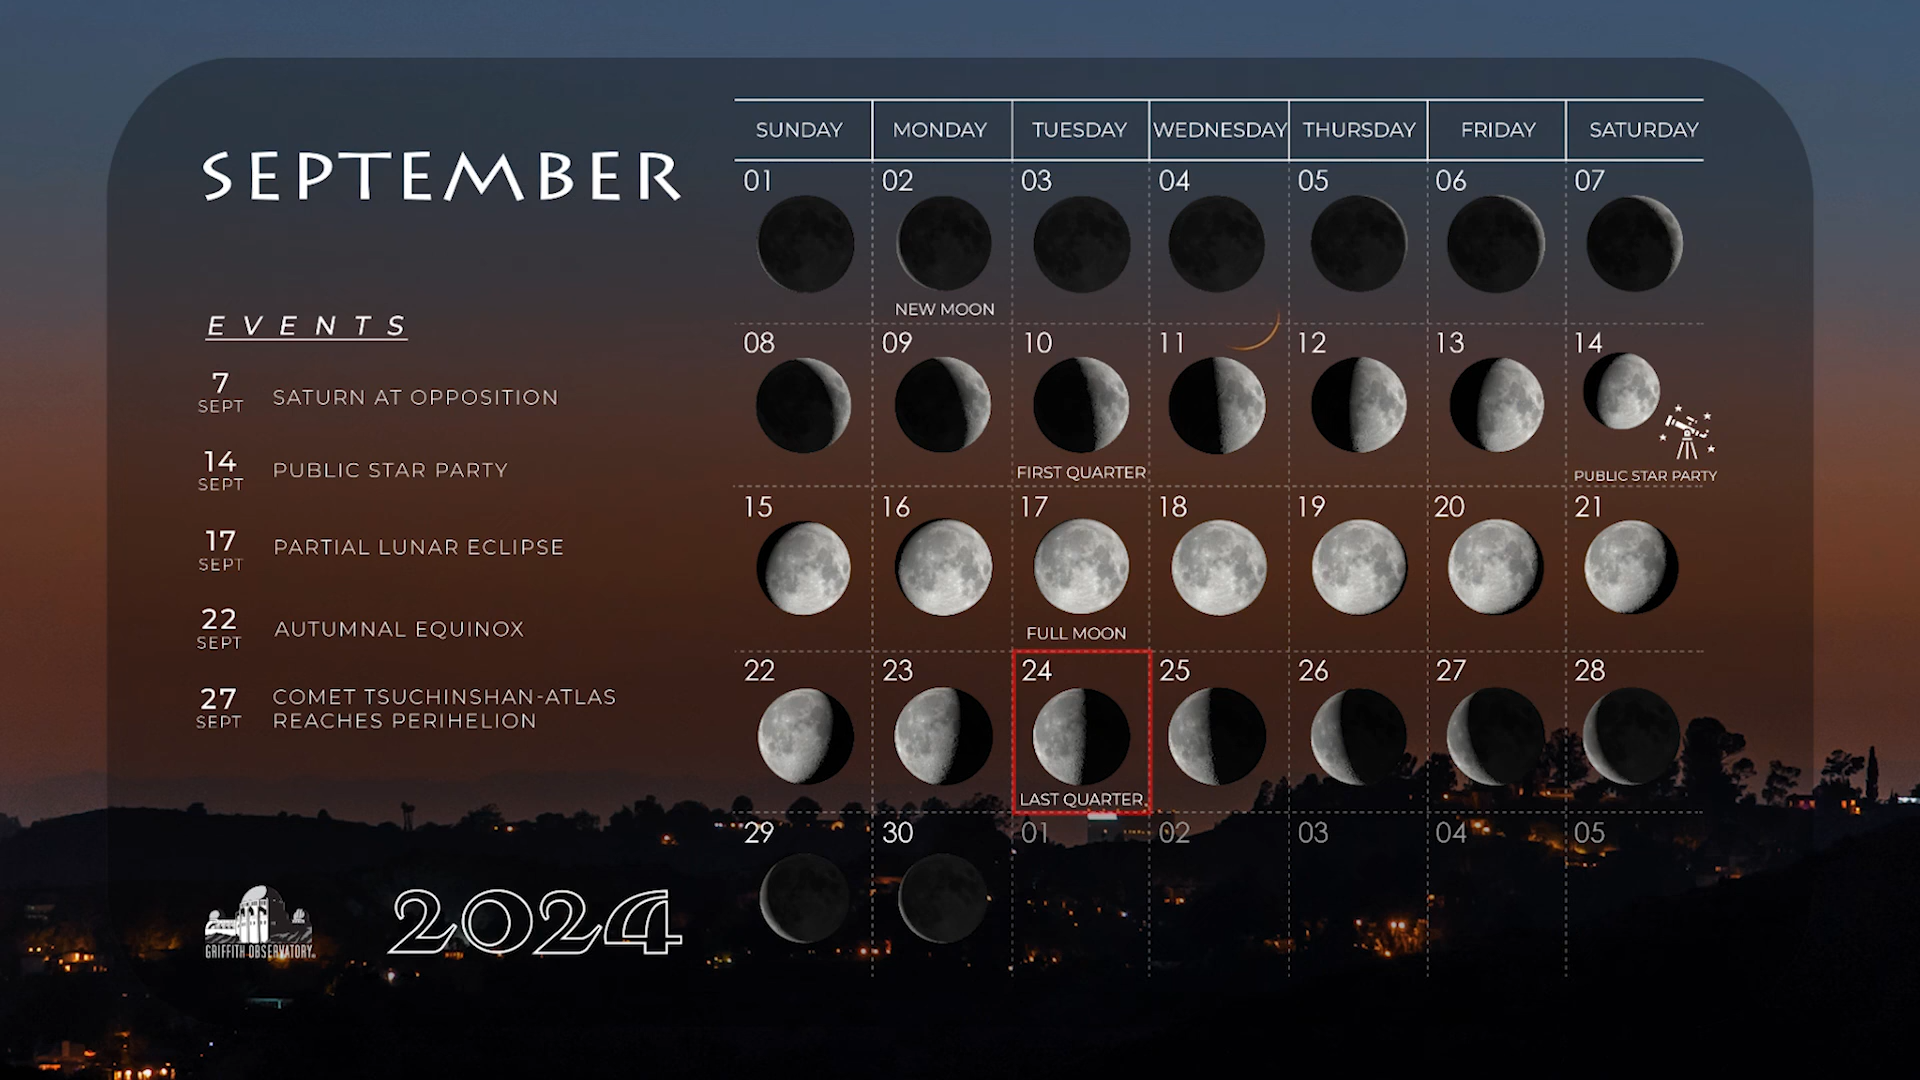 SEPTEMBER
EVENTS
7
SEPT
SATURN AT OPPOSITION
14
SEPT
PUBLIC STAR PARTY
17
SEPT
PARTIAL LUNAR ECLIPSE
22
SEPT
AUTUMNAL EQUINOX
27
SEPT
COMET TSUCHINSHAN-ATLAS
REACHES PERIHELION
GRIFFITH OBSERVATORY
2024
SUNDAY MONDAY TUESDAY WEDNESDAY THURSDAY FRIDAY SATURDAY
01 02 03 04 05 06 07
NEW MOON
08 09 10 11 12 13 14
FIRST QUARTER PUBLIC STAR PARTY
15 16 17 18 19 20 21
FULL MOON
22 23 24 25 26 27 28
LAST QUARTER
29 30 01 02 03 04 05